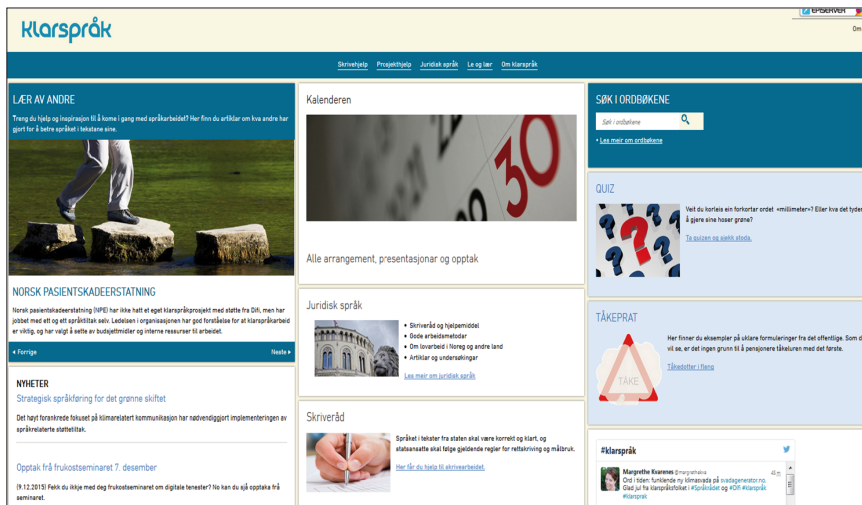 EPISERVER
Klarspråk
Om
Skrivehjelp Prosjekthjelp Juridisk språk Le og lær Om klarspråk
LÆR AV ANDRE
Treng du hjelp og inspirasjon til å kome i gang med språkarbeidet? Her finn du artiklar om kva andre har
gjort for å betre språket i tekstane sine.
NORSK PASIENTSKADEERSTATNING
Norsk pasientskadeerstatning (NPE) har ikke hatt et eget klarspråkprosjekt med støtte fra Difi, men har
jobbet med ett og ett språktiltak selv. Ledelsen i organisasjonen har god forståelse for at klarspråkarbeid
er viktig, og har valgt å sette av budsjettmidler og interne ressurser til arbeidet.
Forrige Neste
NYHETER
Strategisk språkføring for det grønne skiftet
Det høyt forankrede fokuset på klimarelatert kommunikasjon har nødvendiggjort implementeringen av
språkrelaterte støttetiltak.
Opptak frå frukostseminaret 7. desember
(9.12.2015) Fekk du ikkje med deg frukostseminaret om digitale tenester? No kan du sjå opptaka frå
seminaret.
Kalenderen
30
Alle arrangement, presentasjonar og opptak
Juridisk språk
• Skriveråd og hjelpemiddel
• Gode arbeidsmetodar
• Om lovarbeid i Noreg og andre land
• Artiklar og undersøkingar
Les meir om juridisk språk
Skriveråd
Språket i tekster fra staten skal være korrekt og klart, og
statsansatte skal følge gjeldende regler for rettskriving og målbruk.
Her får du hjelp til skrivearbeidet.
SØK I ORDBØKENE
Søk i ordbøkene
• Les meir om ordbøkene
QUIZ
Veit du korleis ein forkortar ordet «millimeter»? Eller kva det tyder
å gjere sine hoser grøne?
Ta quizen og sjekk stoda.
TÅKEPRAT
Her finner du eksempler på uklare formuleringer fra det offentlige. Som d
vil se, er det ingen grunn til å pensjonere tåkeluren med det første.
Tåkedotter i fleng
TÅKE
#klarspråk
Margrethe Kvarenes @margrethekva
Ord i tiden: funklende ny klimasvada på svadagenerator.no.
Glad jul fra klarspråksfolket i #Språkrådet og #Difi #klarspråk
#klarsprak